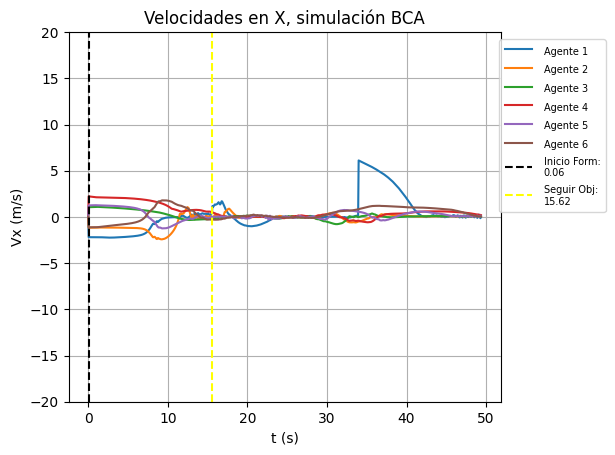 Velocidades en X, simulación BCA
Vx (m/s)
20
15
10
5
0
−5
−10
−15
−20
0
10
20
30
40
50
t (s)
Agente 1
Agente 2
Agente 3
Agente 4
Agente 5
Agente 6
Inicio Form:
0.06
Seguir Obj:
15.62